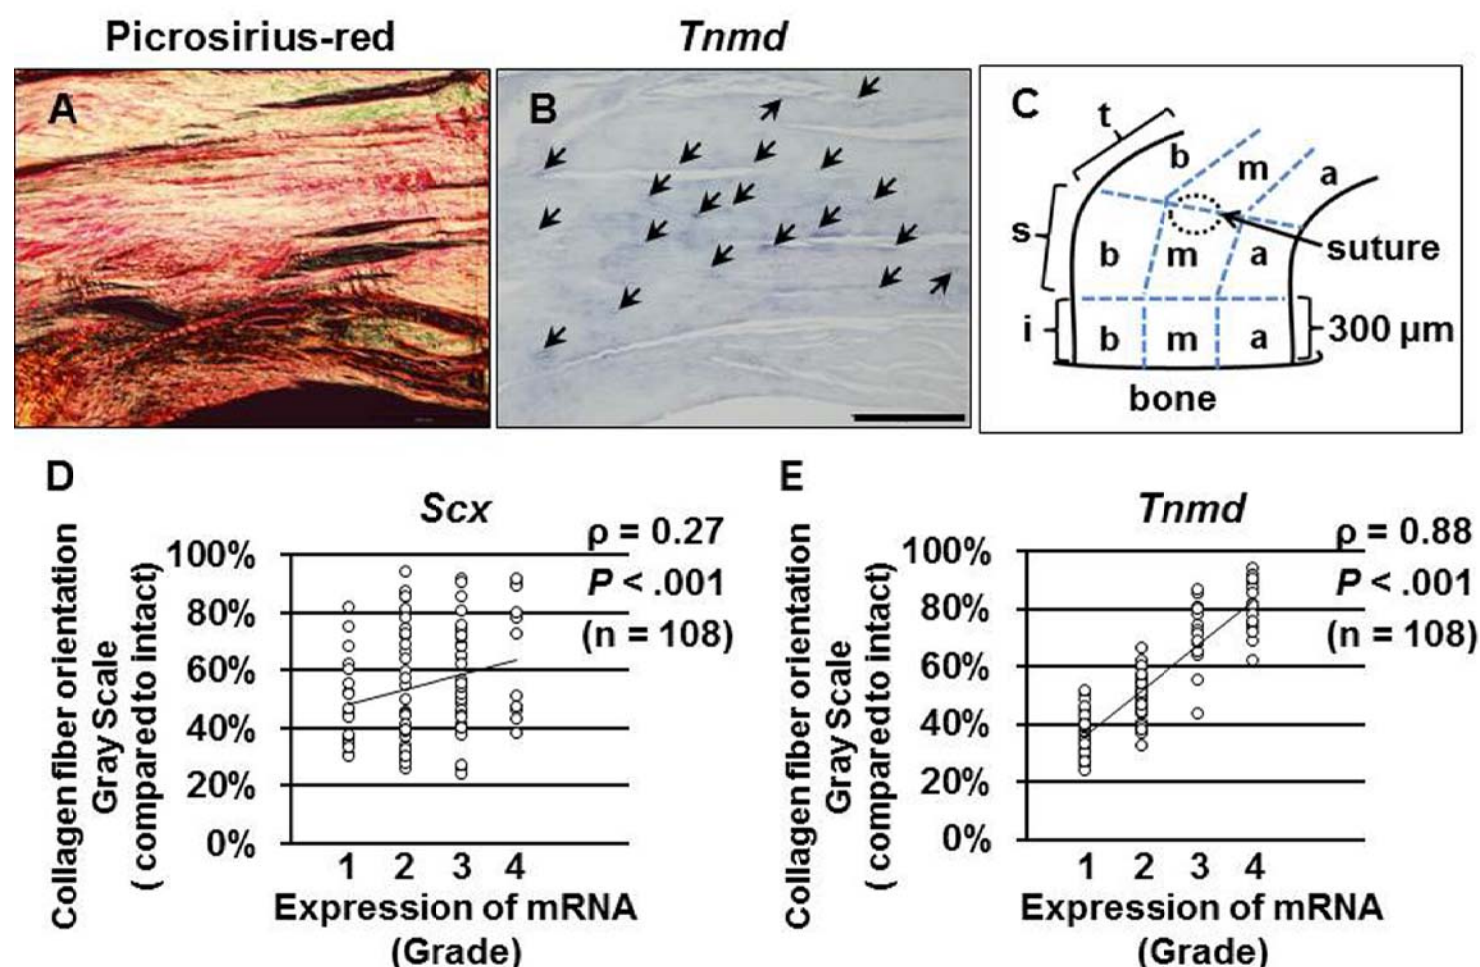 Picrosirius-red
Tnmd
A
B
C
t
b
m
a
s
b
m
a
suture
i
b
m
a
300 μm
bone
D
Scx
ρ = 0.27
P < .001
(n = 108)
Collagen fiber orientation
Gray Scale
( compared to intact)
100%
80%
60%
40%
20%
0%
1 2 3 4
Expression of mRNA
(Grade)
E
Tnmd
ρ = 0.88
P < .001
(n = 108)
Collagen fiber orientation
Gray Scale
( compared to intact)
100%
80%
60%
40%
20%
0%
1 2 3 4
Expression of mRNA
(Grade)